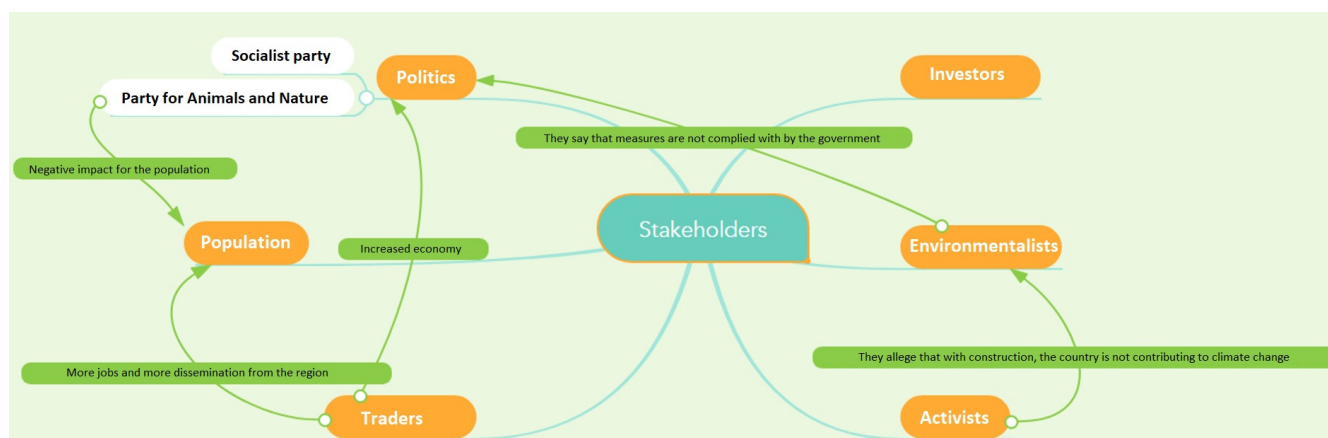 Socialist party
Politics
Investors
Party for Animals and Nature
They say that measures are not complied with by the government
Negative impact for the population
Stakeholders
Population
Increased economy
Environmentalists
They allege that with construction, the country is not contributing to climate change
More jobs and more dissemination from the region
Traders
Activists